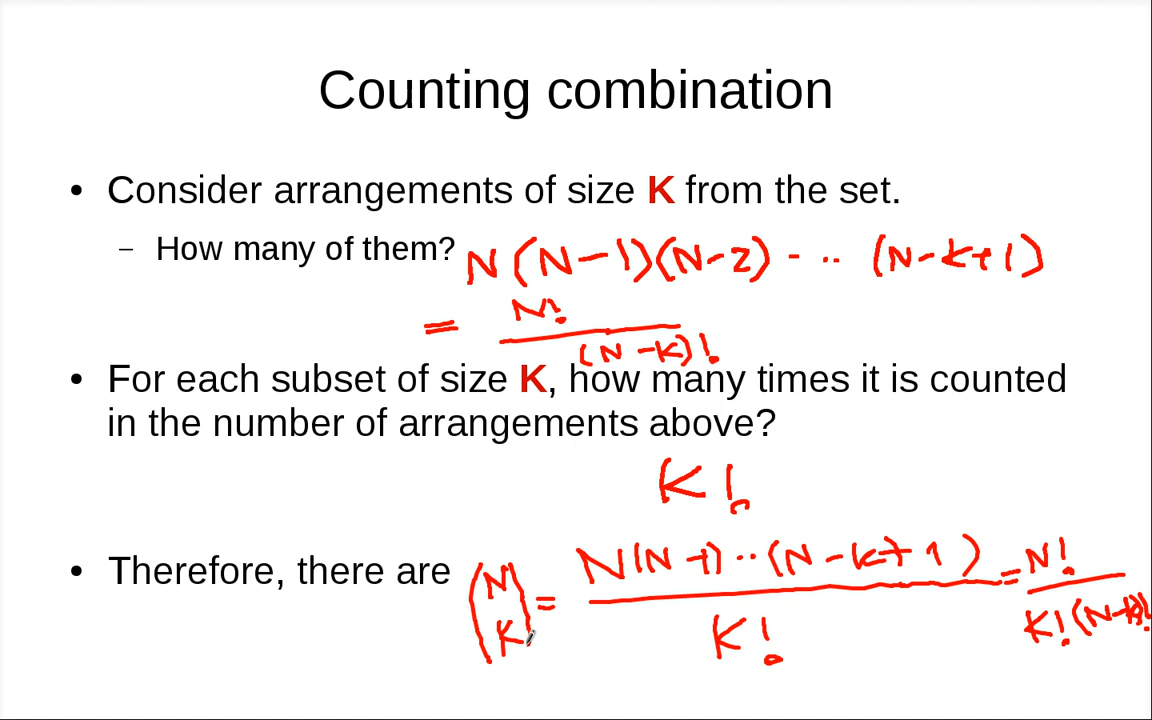 Counting combination
• Consider arrangements of size K from the set.
– How many of them? N(N-1)(N-2) - .. (N-k+1)
= N! / (N-K)!
• For each subset of size K, how many times it is counted
in the number of arrangements above?
K!
• Therefore, there are (N K) = N(N-1)..(N-k+1) / K! = N! / K!(N-k)!